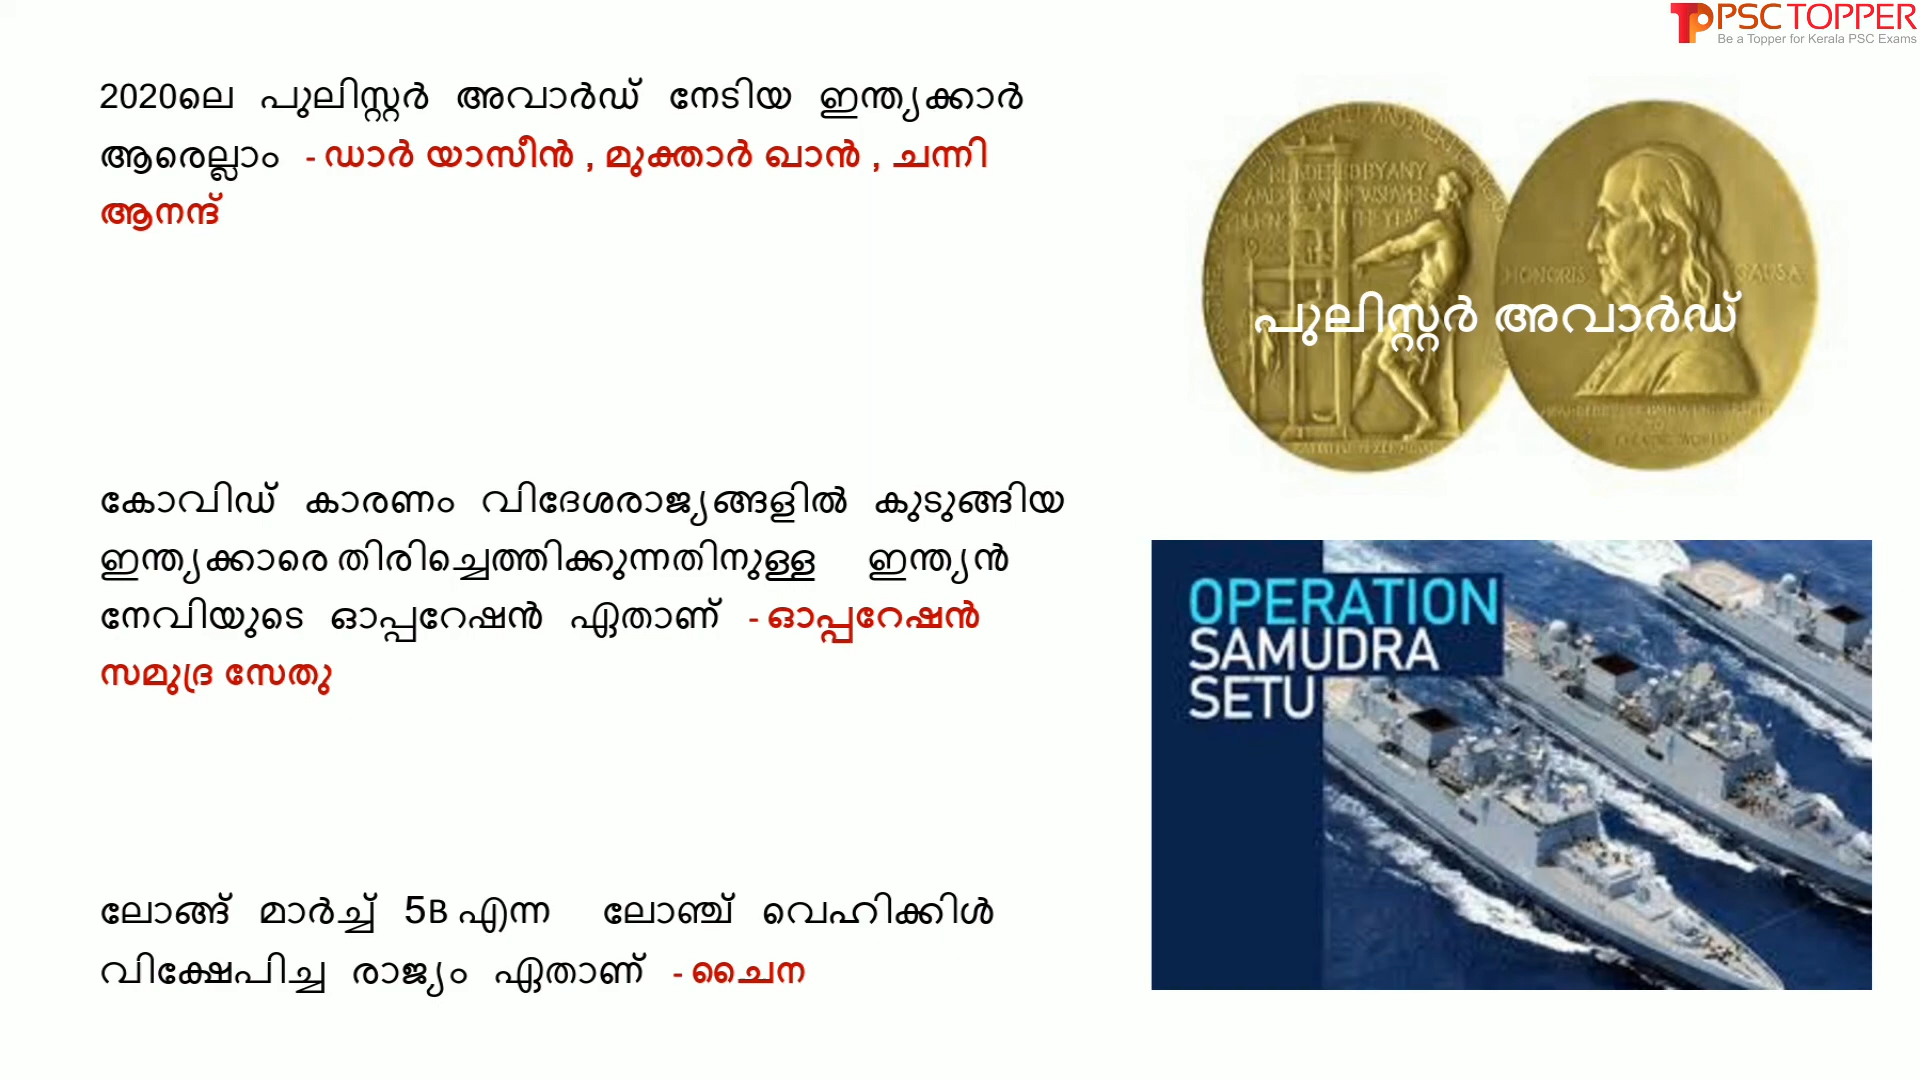 PSC TOPPER
Be a Topper for Kerala PSC Exams
2020ലെ പുലിസ്റ്റർ അവാർഡ് നേടിയ ഇന്ത്യക്കാർ
ആരെല്ലാം - ഡാർ യാസീൻ , മുക്താർ ഖാൻ , ചന്നി
ആനന്ദ്
പുലിസ്റ്റർ അവാർഡ്
HONORIS CAUSA
കോവിഡ് കാരണം വിദേശരാജ്യങ്ങളിൽ കുടുങ്ങിയ
ഇന്ത്യക്കാരെ തിരിച്ചെത്തിക്കുന്നതിനുള്ള ഇന്ത്യൻ
നേവിയുടെ ഓപ്പറേഷൻ ഏതാണ് - ഓപ്പറേഷൻ
സമുദ്ര സേതു
OPERATION
SAMUDRA
SETU
ലോങ്ങ് മാർച്ച് 5B എന്ന ലോഞ്ച് വെഹിക്കിൾ
വിക്ഷേപിച്ച രാജ്യം ഏതാണ് - ചൈന